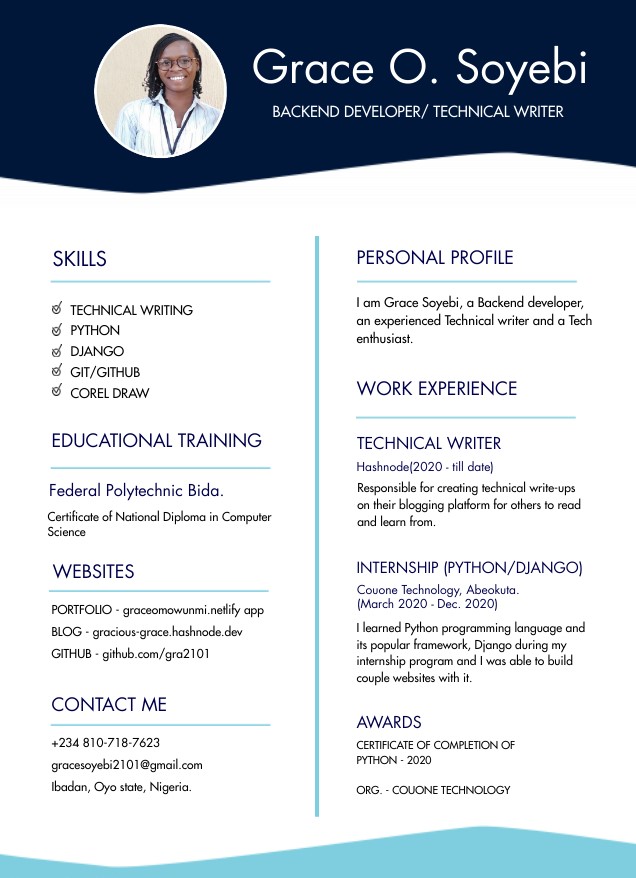 Grace O. Soyebi
BACKEND DEVELOPER/ TECHNICAL WRITER
SKILLS
TECHNICAL WRITING
PYTHON
DJANGO
GIT/GITHUB
COREL DRAW
EDUCATIONAL TRAINING
Federal Polytechnic Bida.
Certificate of National Diploma in Computer
Science
WEBSITES
PORTFOLIO - graceomowunmi.netlify app
BLOG - gracious-grace.hashnode.dev
GITHUB - github.com/gra2101
CONTACT ME
+234 810-718-7623
gracesoyebi2101@gmail.com
Ibadan, Oyo state, Nigeria.
PERSONAL PROFILE
I am Grace Soyebi, a Backend developer,
an experienced Technical writer and a Tech
enthusiast.
WORK EXPERIENCE
TECHNICAL WRITER
Hashnode(2020 - till date)
Responsible for creating technical write-ups
on their blogging platform for others to read
and learn from.
INTERNSHIP (PYTHON/DJANGO)
Couone Technology, Abeokuta.
(March 2020 - Dec. 2020)
I learned Python programming language and
its popular framework, Django during my
internship program and I was able to build
couple websites with it.
AWARDS
CERTIFICATE OF COMPLETION OF
PYTHON - 2020
ORG. - COUONE TECHNOLOGY